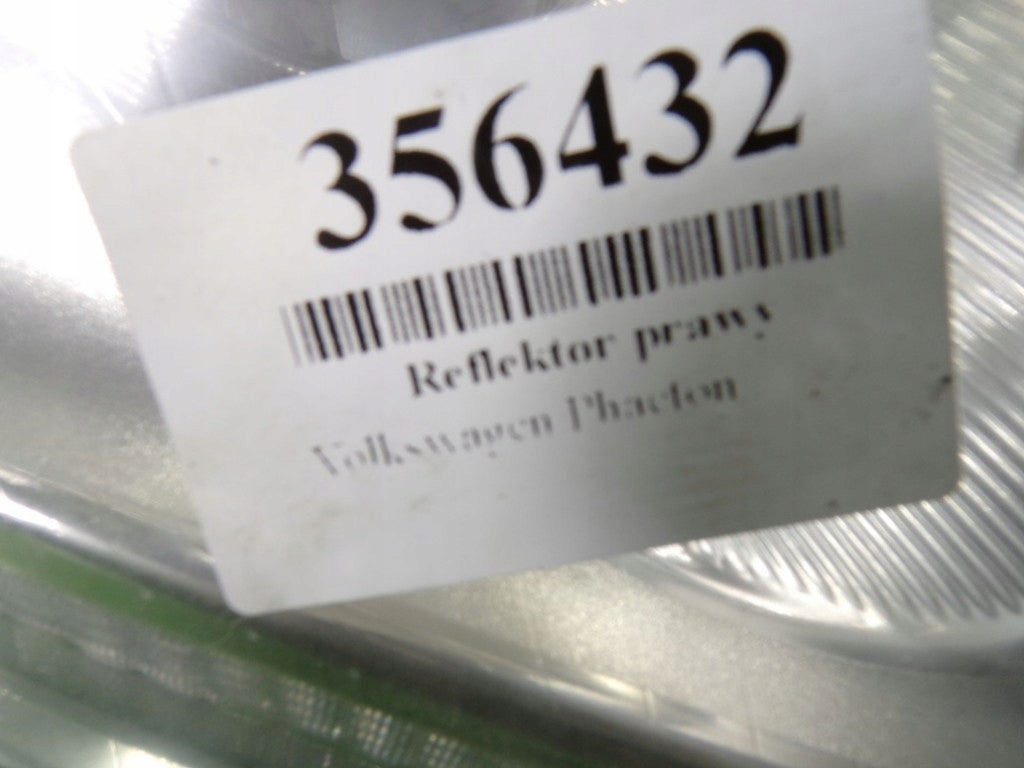 356432
Reflektor prawy
Volkswagen Phaeton